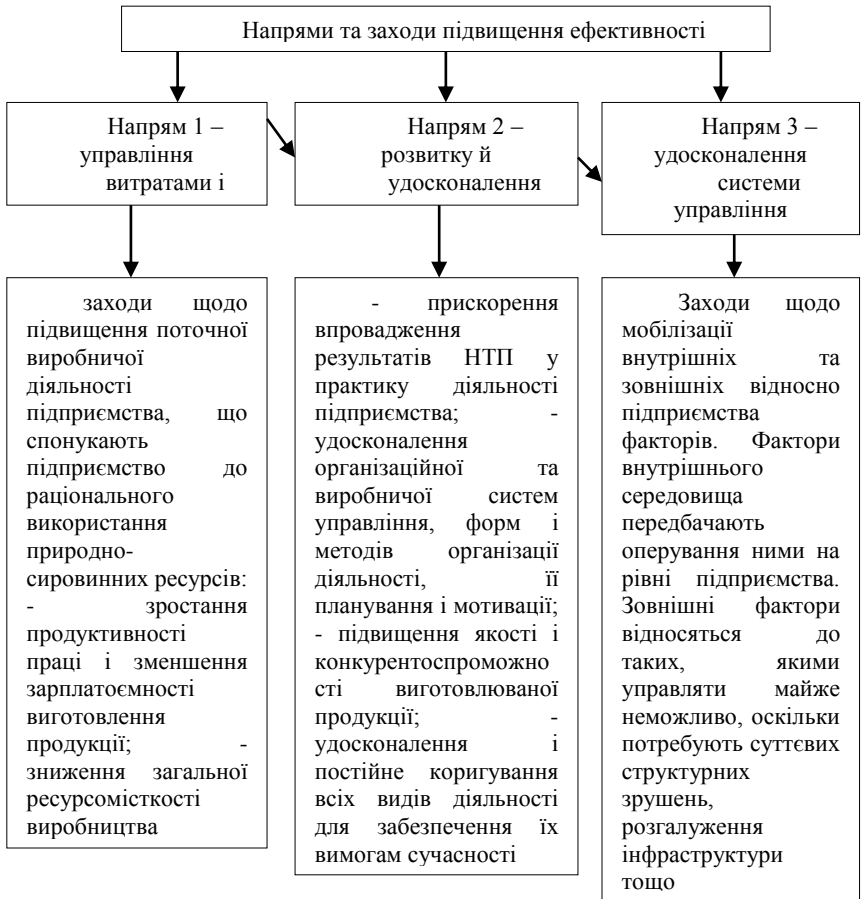 Напрями та заходи підвищення ефективності
Напрям 1 –
управління
витратами і
Напрям 2 –
розвитку й
удосконалення
Напрям 3 –
удосконалення
системи
управління
заходи щодо
підвищення поточної
виробничої
діяльності
підприємства, що
спонукають
підприємство до
раціонального
використання
природно-
сировинних ресурсів:
- зростання
продуктивності
праці і зменшення
зарплатоємності
виготовлення
продукції; -
зниження загальної
ресурсомісткості
виробництва
- прискорення
впровадження
результатів НТП у
практику діяльності
підприємства; -
удосконалення
організаційної та
виробничої систем
управління, форм і
методів організації
діяльності, її
планування і мотивації;
- підвищення якості і
конкурентоспроможно
сті виготовлюваної
продукції; -
удосконалення і
постійне коригування
всіх видів діяльності
для забезпечення їх
вимогам сучасності
Заходи щодо
мобілізації
внутрішніх та
зовнішніх відносно
підприємства
факторів. Фактори
внутрішнього
середовища
передбачають
оперування ними на
рівні підприємства.
Зовнішні фактори
відносяться до
таких, якими
управляти майже
неможливо, оскільки
потребують суттєвих
структурних
зрушень,
розгалуження
інфраструктури
тощо